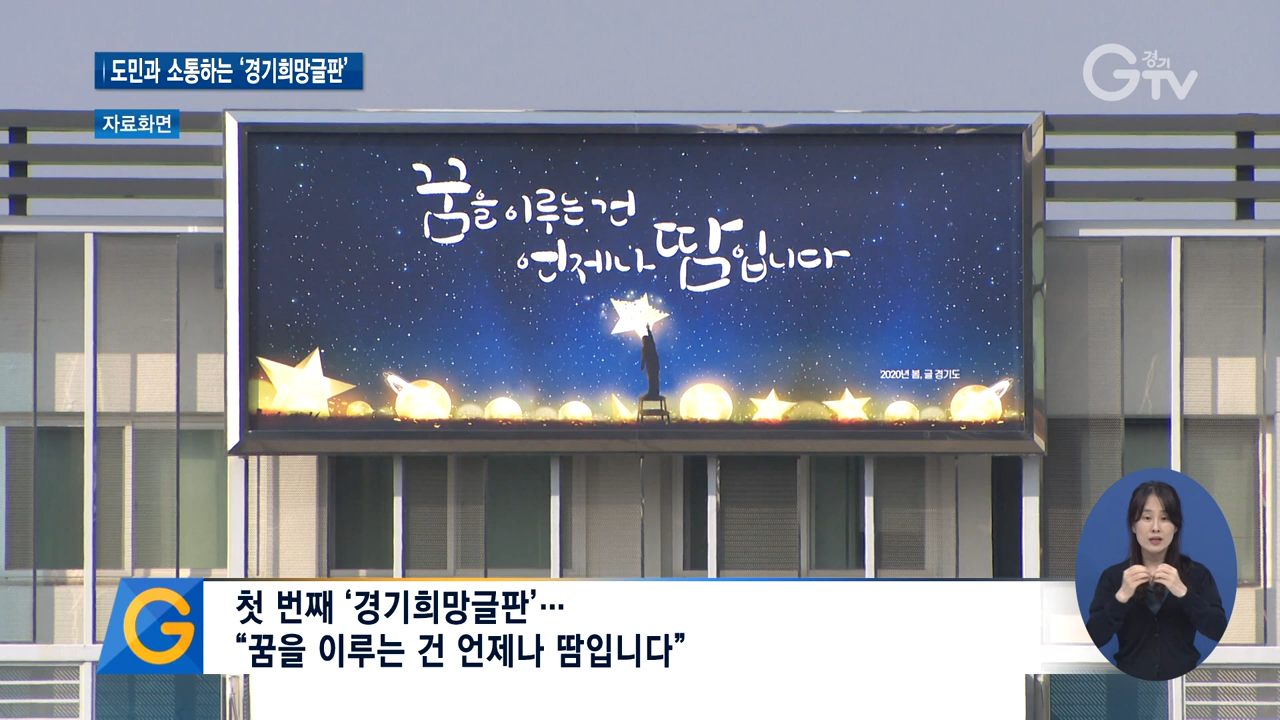 도민과 소통하는 ‘경기희망글판’
경기
GTV
자료화면
꿈을 이루는 건
언제나 땀입니다
2020년 봄, 글 경기도
G
첫 번째 ‘경기희망글판’…
“꿈을 이루는 건 언제나 땀입니다”